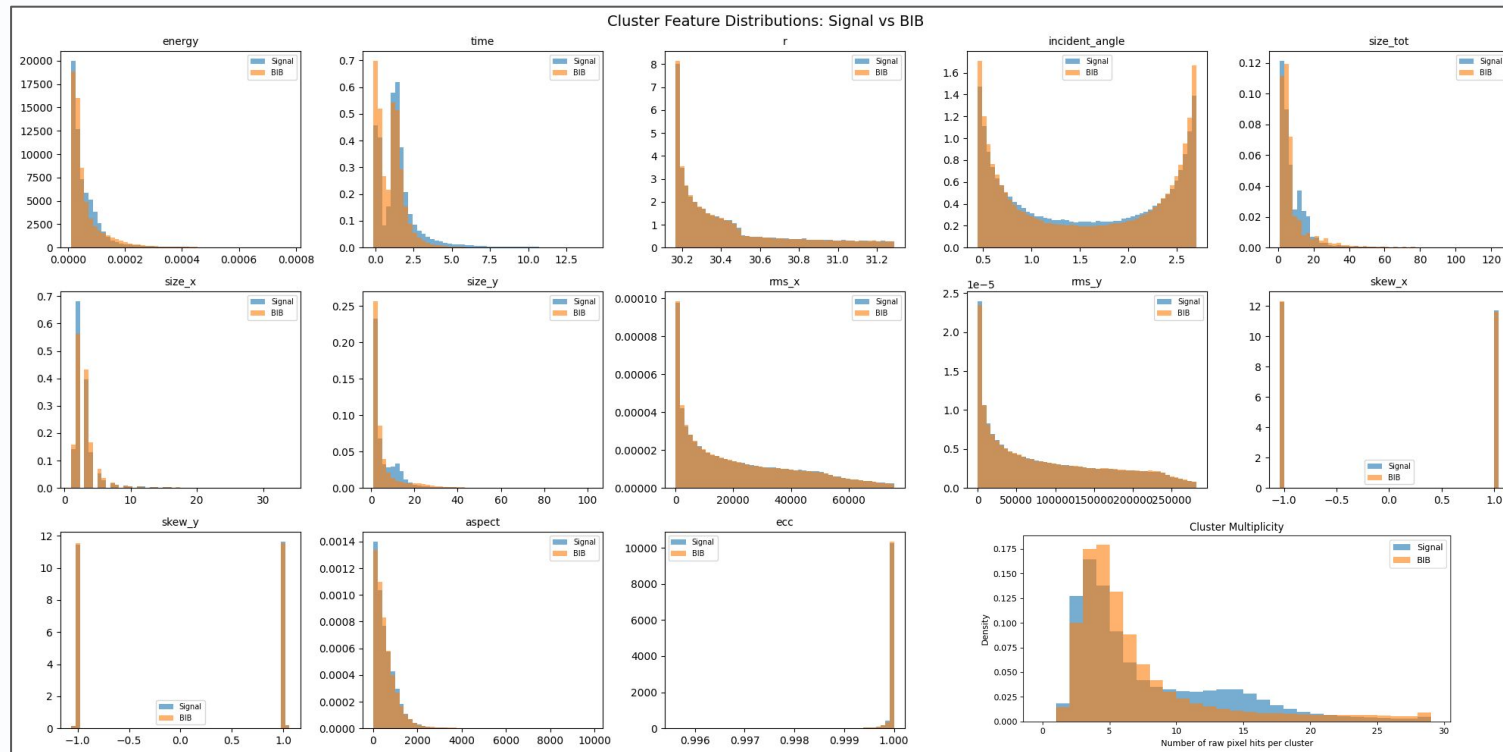 Cluster Feature Distributions: Signal vs BIB
energy
20000
17500
15000
12500
10000
7500
5000
2500
0
0.0000 0.0002 0.0004 0.0006 0.0008
Signal
BIB
time
0.7
0.6
0.5
0.4
0.3
0.2
0.1
0.0
0.0 2.5 5.0 7.5 10.0 12.5
Signal
BIB
r
8
7
6
5
4
3
2
1
0
30.2 30.4 30.6 30.8 31.0 31.2
Signal
BIB
incident_angle
1.6
1.4
1.2
1.0
0.8
0.6
0.4
0.2
0.0
0.5 1.0 1.5 2.0 2.5
Signal
BIB
size_tot
0.12
0.10
0.08
0.06
0.04
0.02
0.00
0 20 40 60 80 100 120
Signal
BIB
size_x
0.7
0.6
0.5
0.4
0.3
0.2
0.1
0.0
0 10 20 30
Signal
BIB
size_y
0.25
0.20
0.15
0.10
0.05
0.00
0 20 40 60 80 100
Signal
BIB
rms_x
0.00010
0.00008
0.00006
0.00004
0.00002
0.00000
0 20000 40000 60000
Signal
BIB
rms_y
1e-5
2.5
2.0
1.5
1.0
0.5
0.0
0 50000 100000 150000 200000 250000
Signal
BIB
skew_x
12
10
8
6
4
2
0
−1.0 −0.5 0.0 0.5 1.0
Signal
BIB
skew_y
12
10
8
6
4
2
0
−1.0 −0.5 0.0 0.5 1.0
Signal
BIB
aspect
0.0014
0.0012
0.0010
0.0008
0.0006
0.0004
0.0002
0.0000
0 2000 4000 6000 8000 10000
Signal
BIB
ecc
10000
8000
6000
4000
2000
0
0.996 0.997 0.998 0.999 1.000
Signal
BIB
Cluster Multiplicity
Density
0.175
0.150
0.125
0.100
0.075
0.050
0.025
0.000
0 5 10 15 20 25 30
Number of raw pixel hits per cluster
Signal
BIB